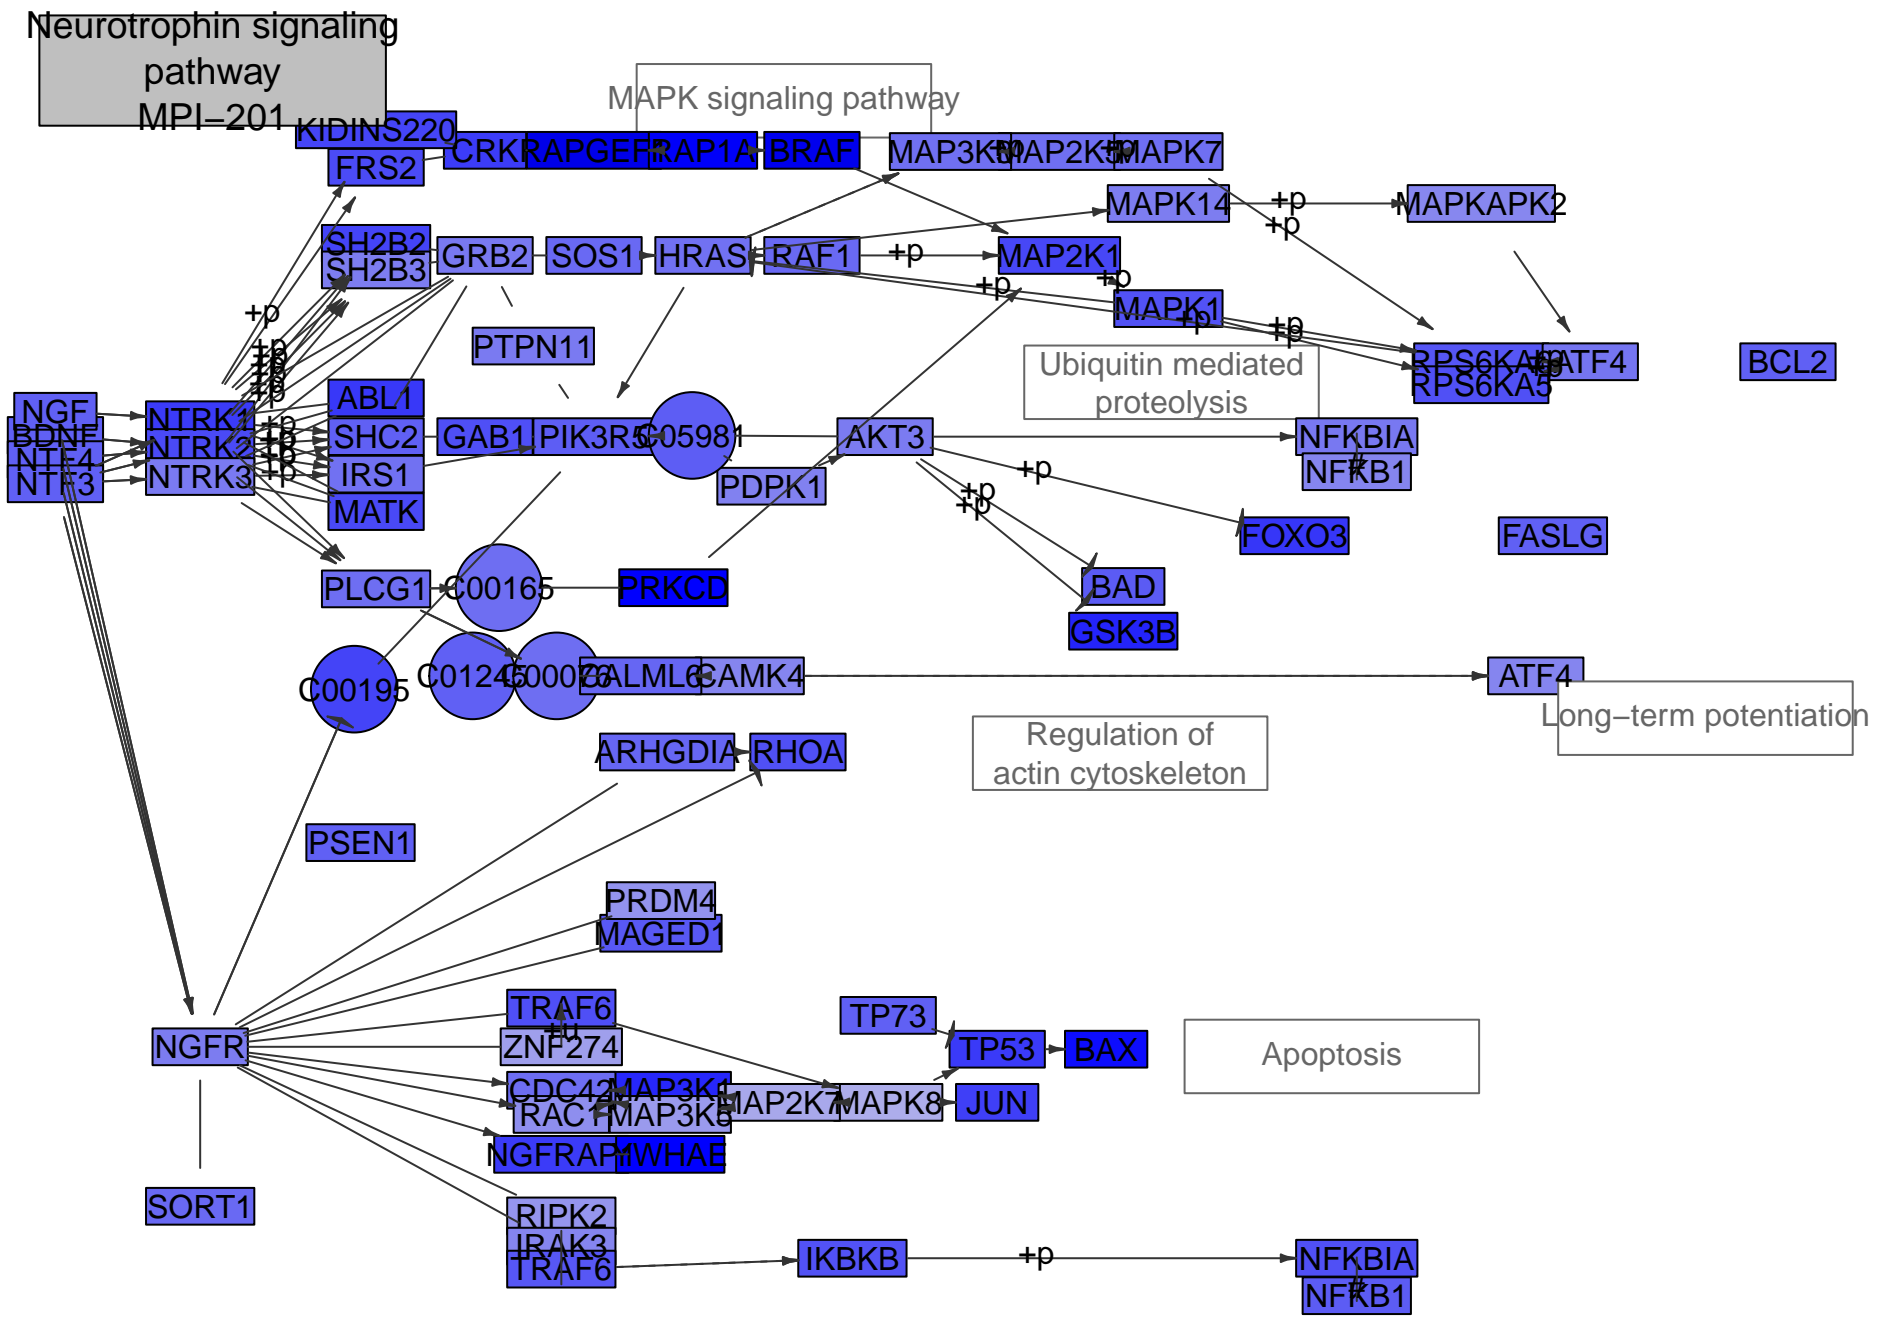 Neurotrophin signaling
pathway
MPI−201
MAPK signaling pathway
KIDINS220
FRS2
RAP1A
BRAF
MAP2K5
MAPK7
+p
MAPK14
+p
MAPKAPK2
+p
SH2B2
SH2B3
GRB2
SOS1
HRAS
RAF1
+p
MAP2K1
+p
+p
MAPK1
+p
+p
+p
+p
PTPN11
Ubiquitin mediated
proteolysis
RPS6KA5
ATF4
BCL2
+p
+p
+p
+p
+p
NGF
BDNF
NTF4
NTF3
NTRK1
NTRK2
NTRK3
+p
+p
+p
+p
ABL1
SHC2
IRS1
MATK
GAB1
PIK3R5
C05981
PDPK1
AKT3
+p
+p
+p
NFKBIA
NFKB1
FOXO3
FASLG
PLCG1
C00165
PRKCD
BAD
GSK3B
C00195
C01245
C00076
CALML6
CAMK4
ATF4
Long−term potentiation
ARHGDIA
RHOA
Regulation of
actin cytoskeleton
PSEN1
PRDM4
MAGED1
TRAF6
+u
ZNF274
TP73
TP53
BAX
Apoptosis
NGFR
CDC42
MAP3K1
RAC1
MAP3K5
MAP2K7
MAPK8
JUN
NGFRAP1
YWHAE
SORT1
RIPK2
IRAK3
TRAF6
IKBKB
+p
NFKBIA
NFKB1